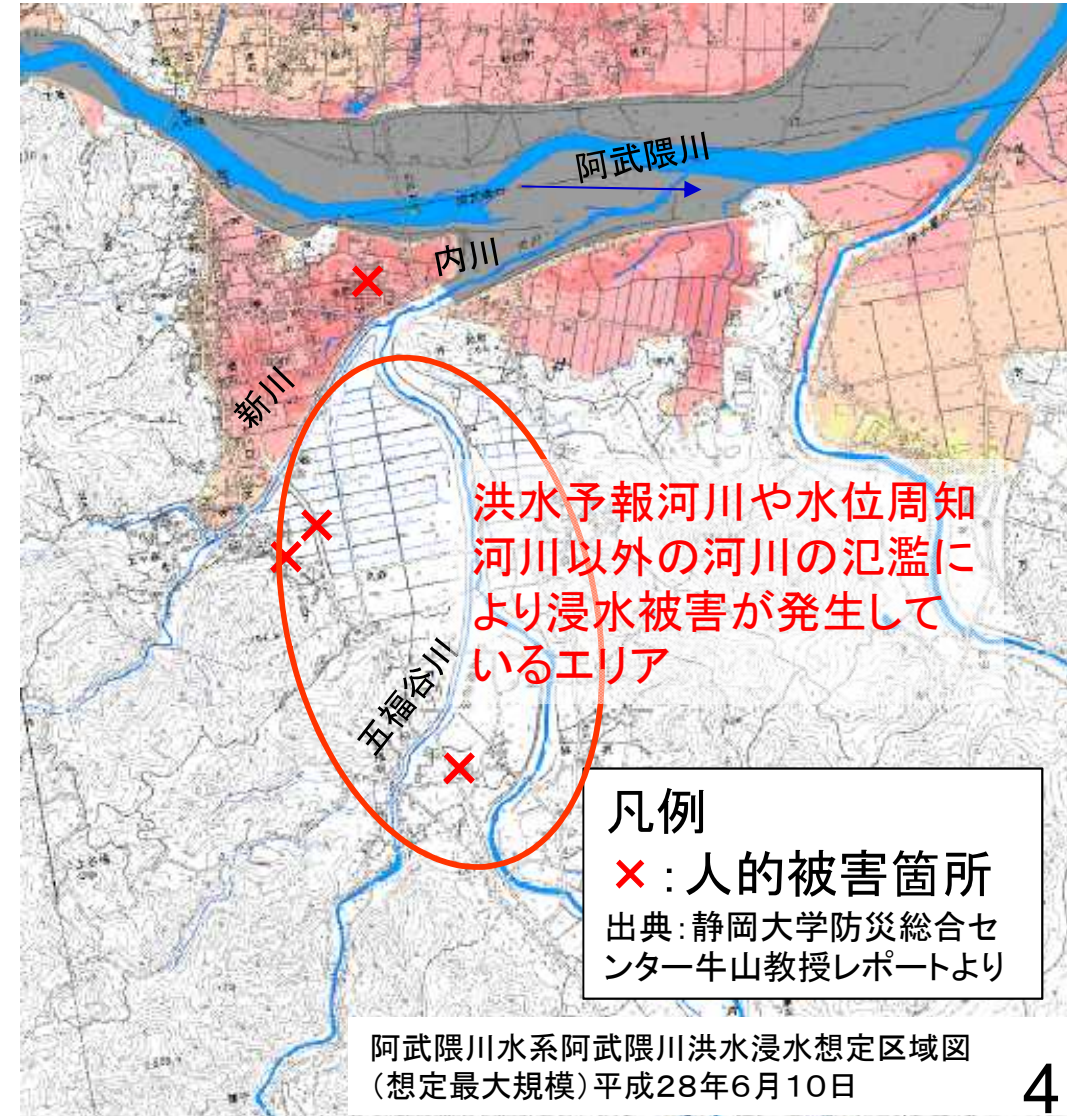 阿武隈川
内川
新川
洪水予報河川や水位周知
河川以外の河川の氾濫に
より浸水被害が発生して
いるエリア
五福谷川
凡例
×：人的被害箇所
出典：静岡大学防災総合セ
ンター牛山教授レポートより
阿武隈川水系阿武隈川洪水浸水想定区域図
（想定最大規模）平成28年6月10日
4